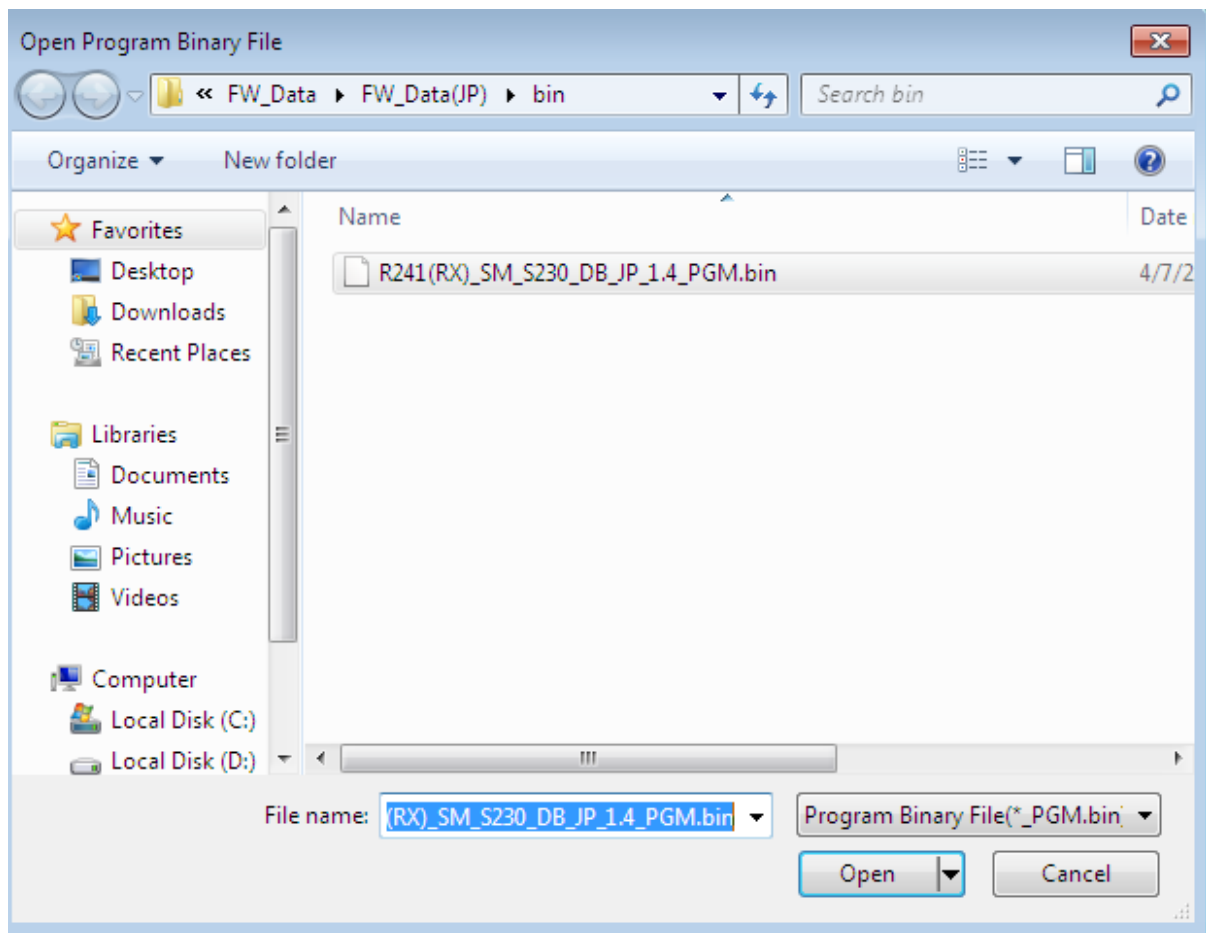 Open Program Binary File
« FW_Data ▸ FW_Data(JP) ▸ bin
Search bin
Organize
New folder
Name
Date
Favorites
Desktop
Downloads
Recent Places
Libraries
Documents
Music
Pictures
Videos
Computer
Local Disk (C:)
Local Disk (D:)
R241(RX)_SM_S230_DB_JP_1.4_PGM.bin
4/7/2
File name:
(RX)_SM_S230_DB_JP_1.4_PGM.bin
Program Binary File(*_PGM.bin
Open
Cancel